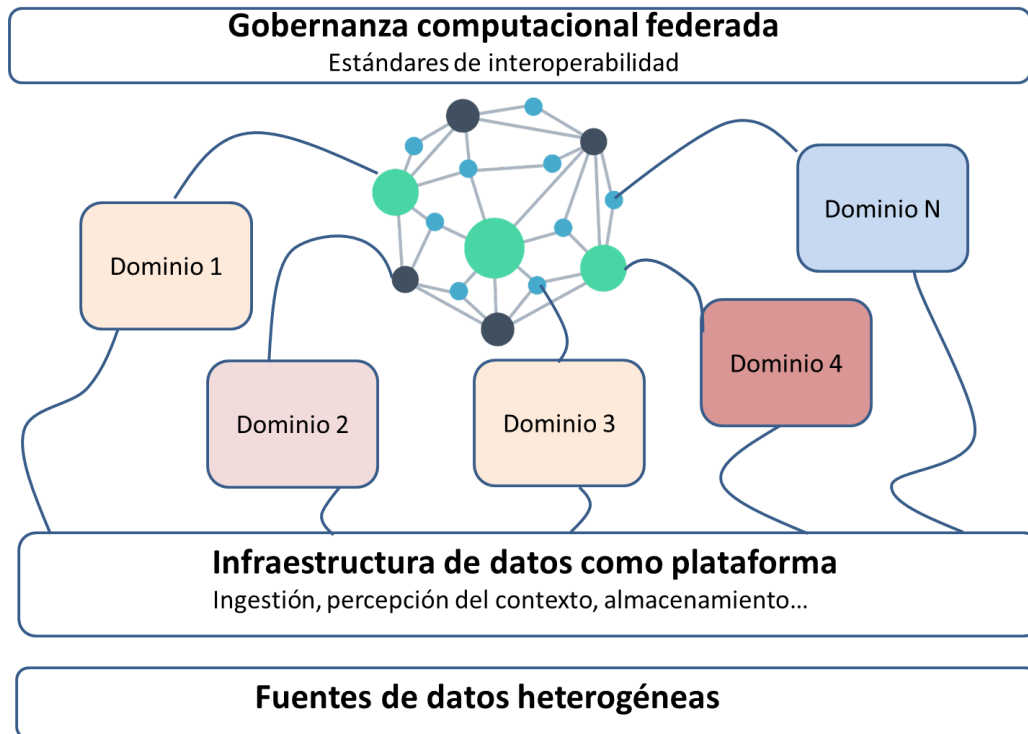 Gobernanza computacional federada
Estándares de interoperabilidad
Dominio 1
Dominio 2
Dominio 3
Dominio 4
Dominio N
Infraestructura de datos como plataforma
Ingestión, percepción del contexto, almacenamiento...
Fuentes de datos heterogéneas